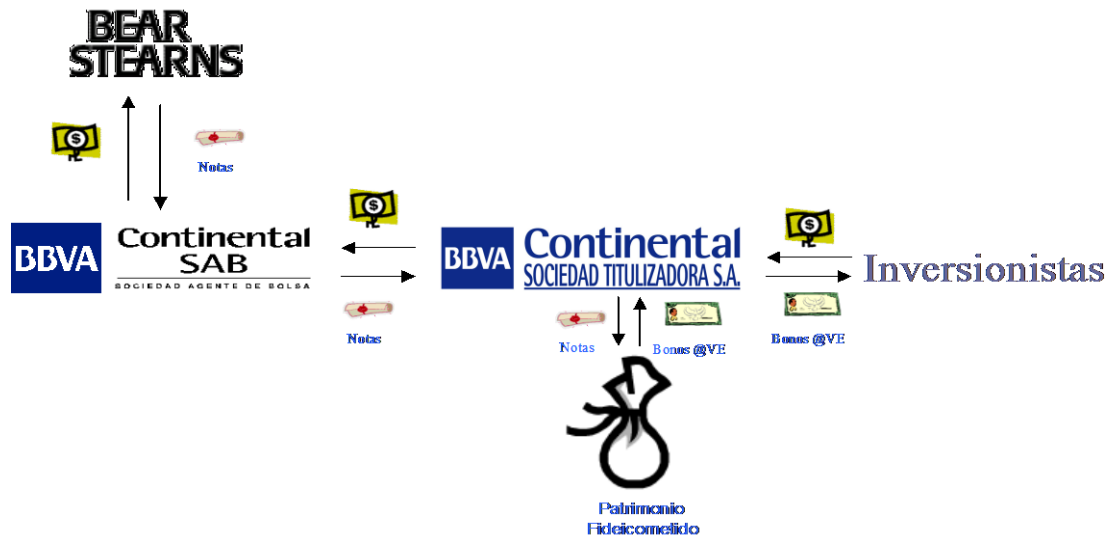 BEAR
STEARNS
$
Notas
BBVA
Continental
SAB
SOCIEDAD AGENTE DE BOLSA
$
Notas
BBVA
Continental
SOCIEDAD TITULIZADORA S.A.
$
Inversionistas
Bonos @VE
Notas
Bonos @VE
Patrimonio
Fideicometido